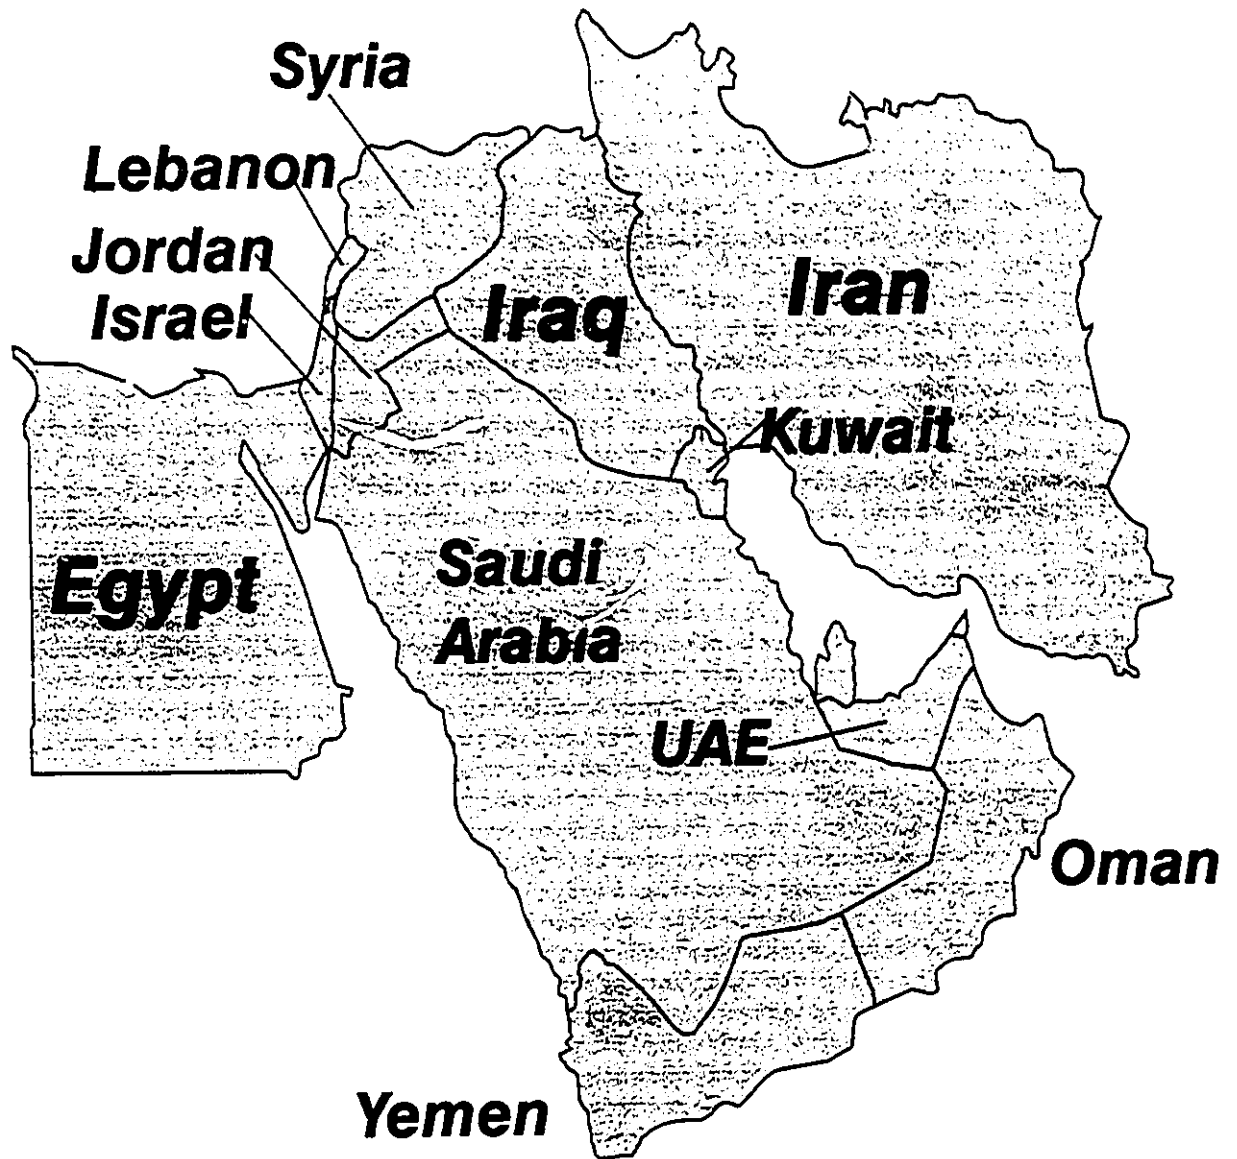 Syria
Lebanon
Jordan
Israel
Iraq
Iran
Kuwait
Egypt
Saudi
Arabia
UAE
Oman
Yemen